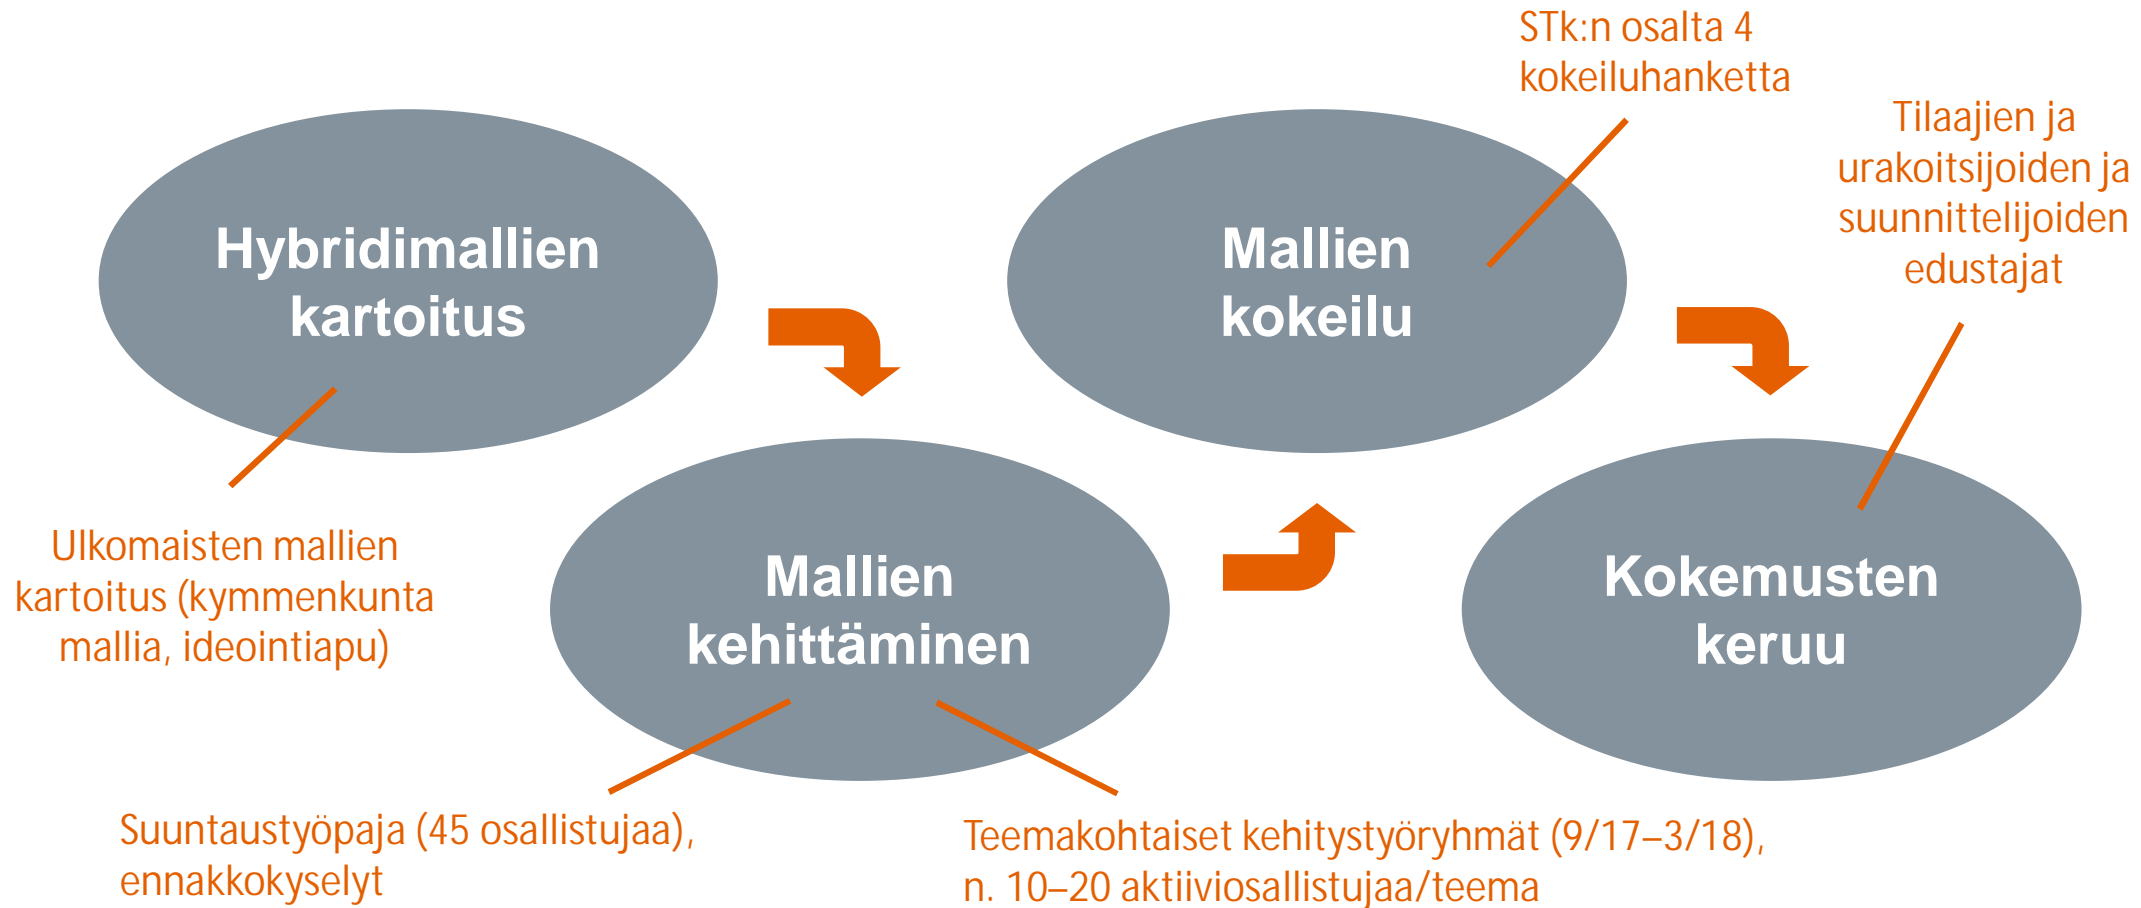 Hybridimallien
kartoitus
Ulkomaisten mallien
kartoitus (kymmenkunta
mallia, ideointiapu)
Mallien
kehittäminen
Suuntaustyöpaja (45 osallistujaa),
ennakkokyselyt
Teemakohtaiset kehitystyöryhmät (9/17–3/18),
n. 10–20 aktiiviosallistujaa/teema
STk:n osalta 4
kokeiluhanketta
Mallien
kokeilu
Tilaajien ja
urakoitsijoiden ja
suunnittelijoiden
edustajat
Kokemusten
keruu